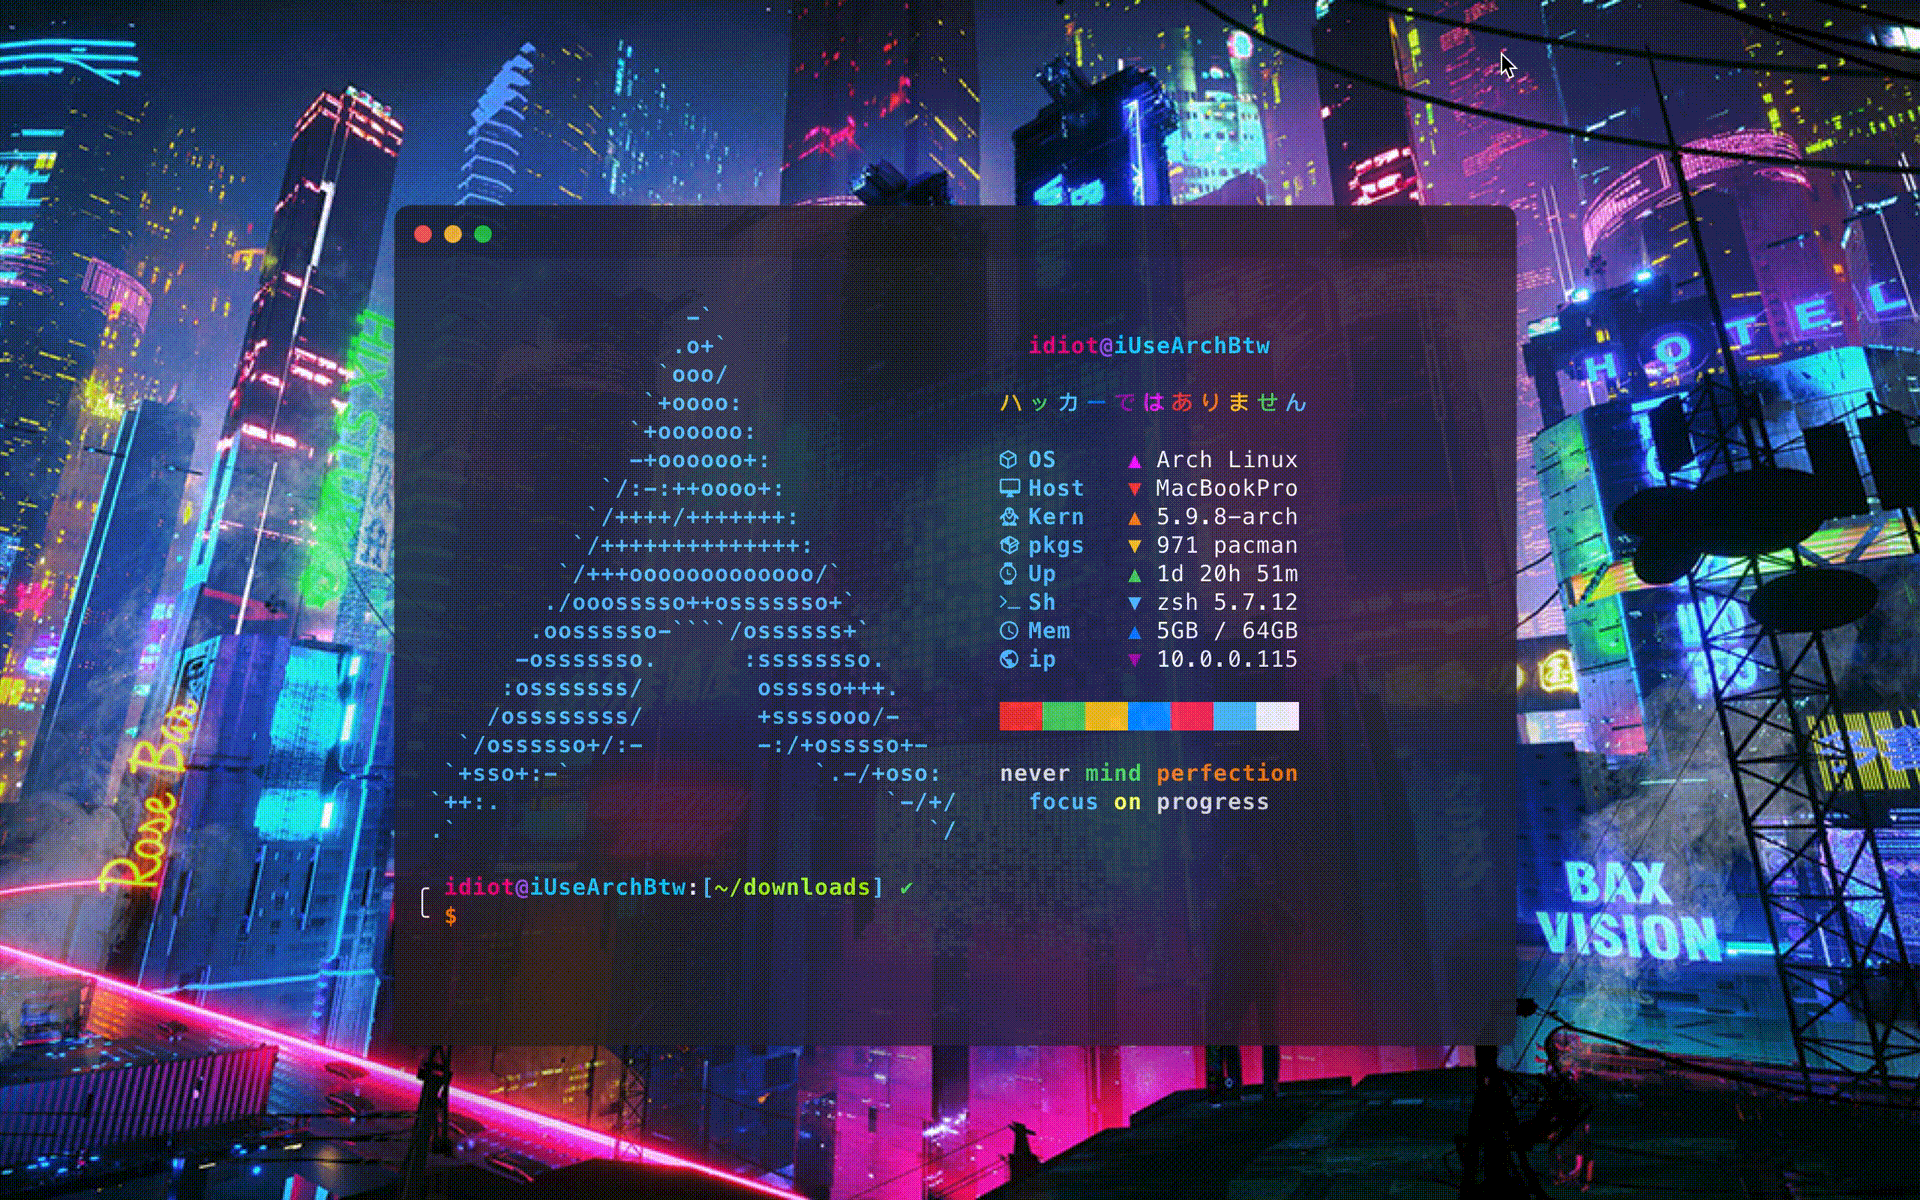 idiot@iUseArchBtw
ハッカーではありません
OS ▲ Arch Linux
Host ▼ MacBookPro
Kern ▲ 5.9.8-arch
pkgs ▼ 971 pacman
Up ▲ 1d 20h 51m
Sh ▼ zsh 5.7.12
Mem ▲ 5GB / 64GB
ip ▼ 10.0.0.115
never mind perfection
focus on progress
idiot@iUseArchBtw:[~/downloads] ✔
$
HOTEL
Rose Bar
BAX
VISION